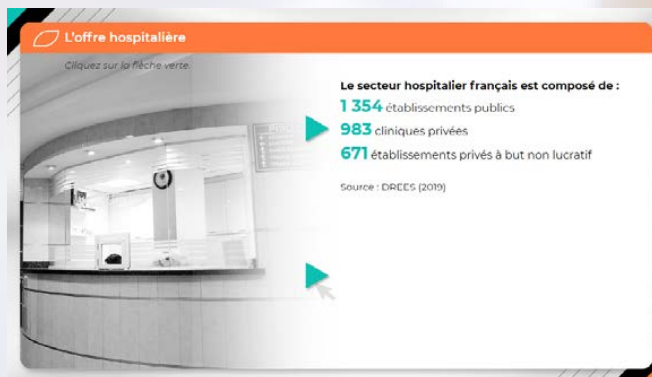 L'offre hospitalière
Cliquez sur la flèche verte.
Le secteur hospitalier français est composé de :
1 354 établissements publics
983 cliniques privées
671 établissements privés à but non lucratif
Source : DREES (2019)